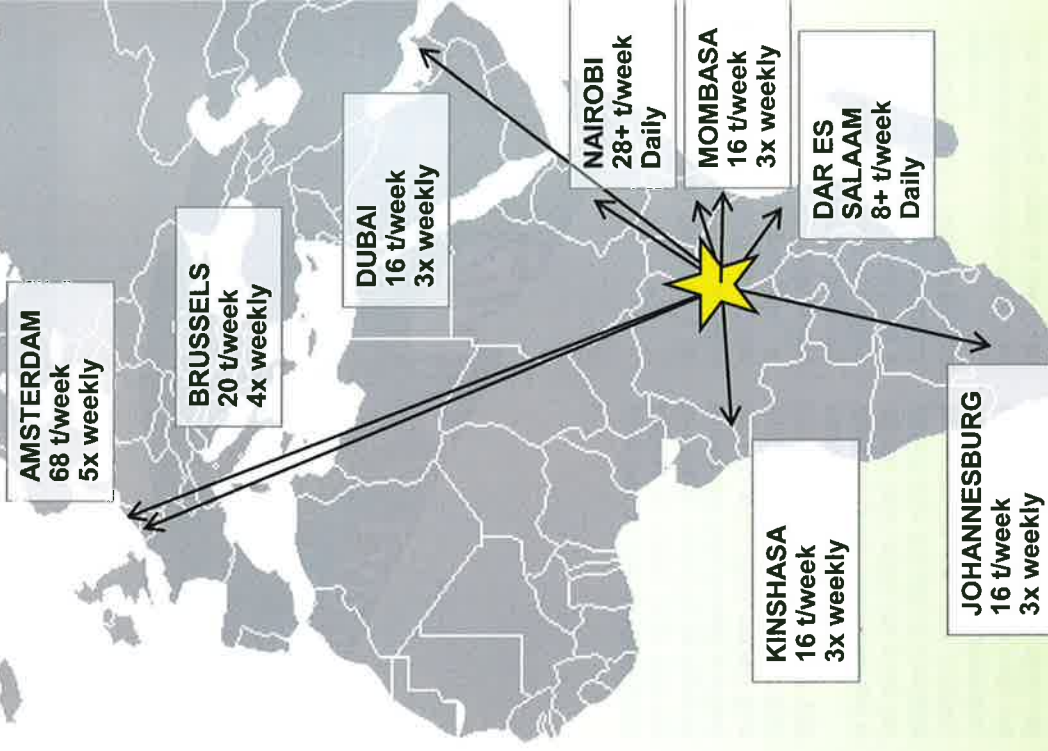 AMSTERDAM
68 t/week
5x weekly
BRUSSELS
20 t/week
4x weekly
DUBAI
16 t/week
3x weekly
NAIROBI
28+ t/week
Daily
MOMBASA
16 t/week
3x weekly
DAR ES
SALAAM
8+ t/week
Daily
KINSHASA
16 t/week
3x weekly
JOHANNESBURG
16 t/week
3x weekly